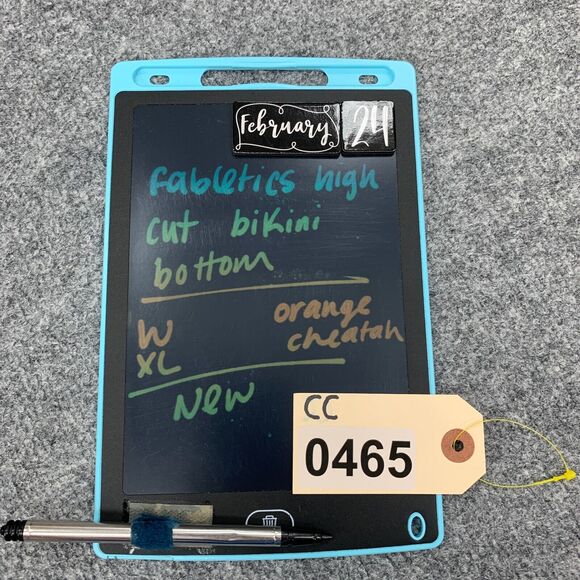 February 24
fabletics high
cut bikini
bottom
W orange
XL cheatah
New
CC
0465